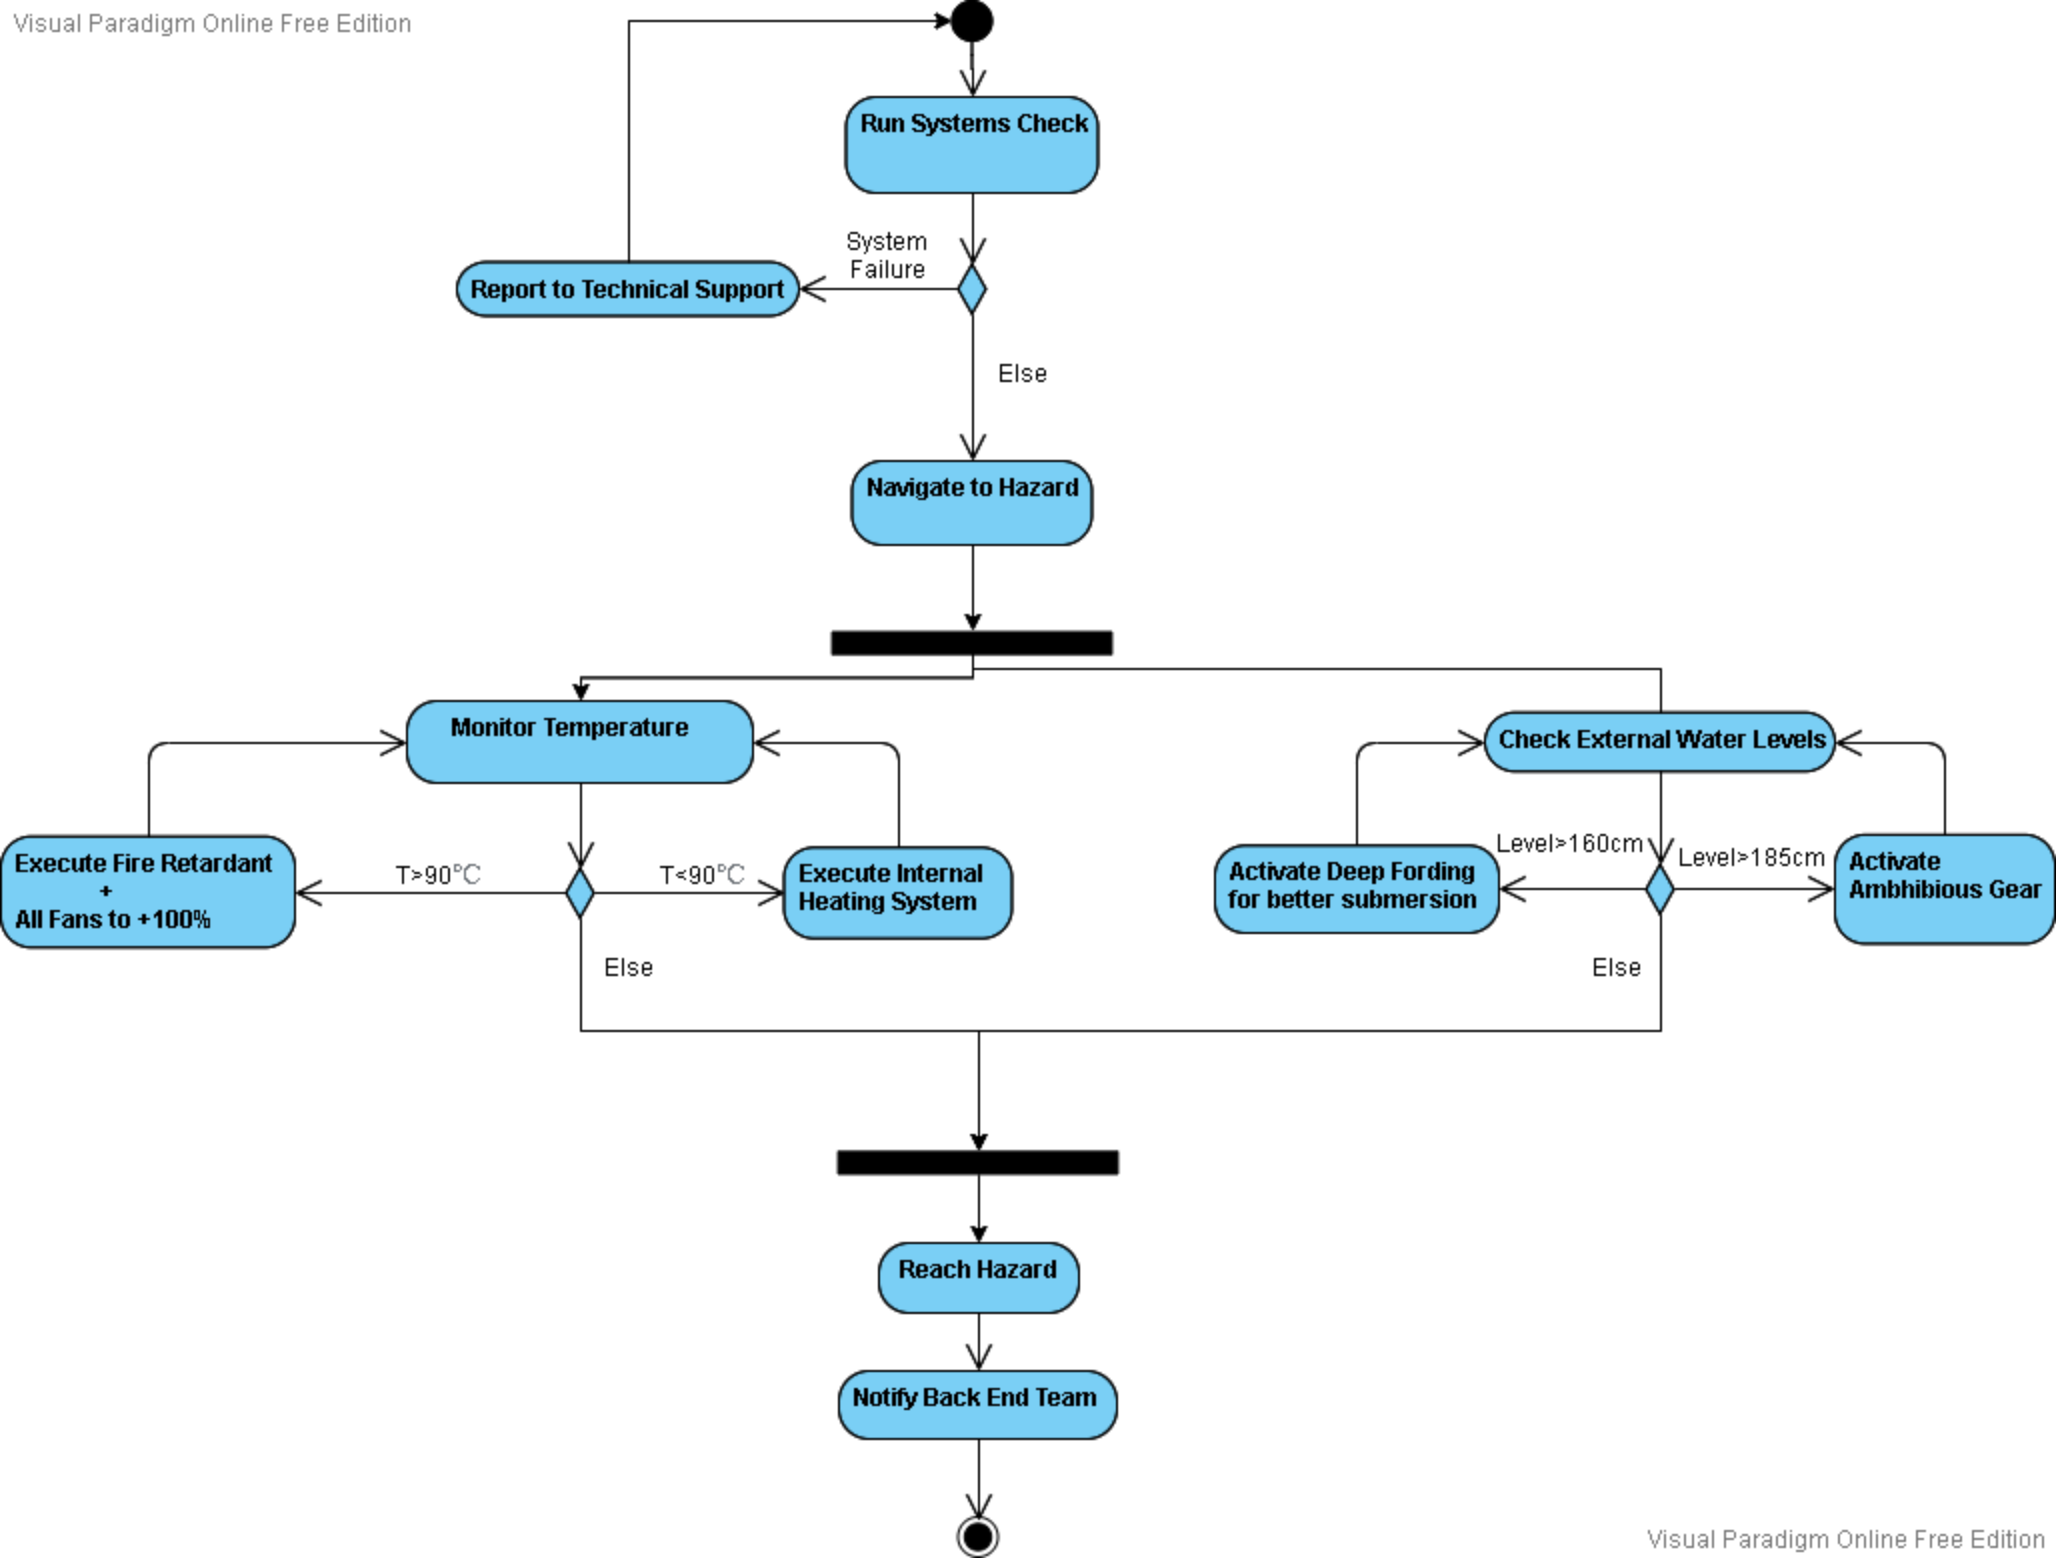 Visual Paradigm Online Free Edition
Run Systems Check
System
Failure
Report to Technical Support
Else
Navigate to Hazard
Monitor Temperature
Check External Water Levels
Execute Fire Retardant
+
All Fans to +100%
T>90°C
T<90°C
Execute Internal
Heating System
Activate Deep Fording
for better submersion
Level>160cm
Level>185cm
Activate
Ambhibious Gear
Else
Else
Reach Hazard
Notify Back End Team
Visual Paradigm Online Free Edition